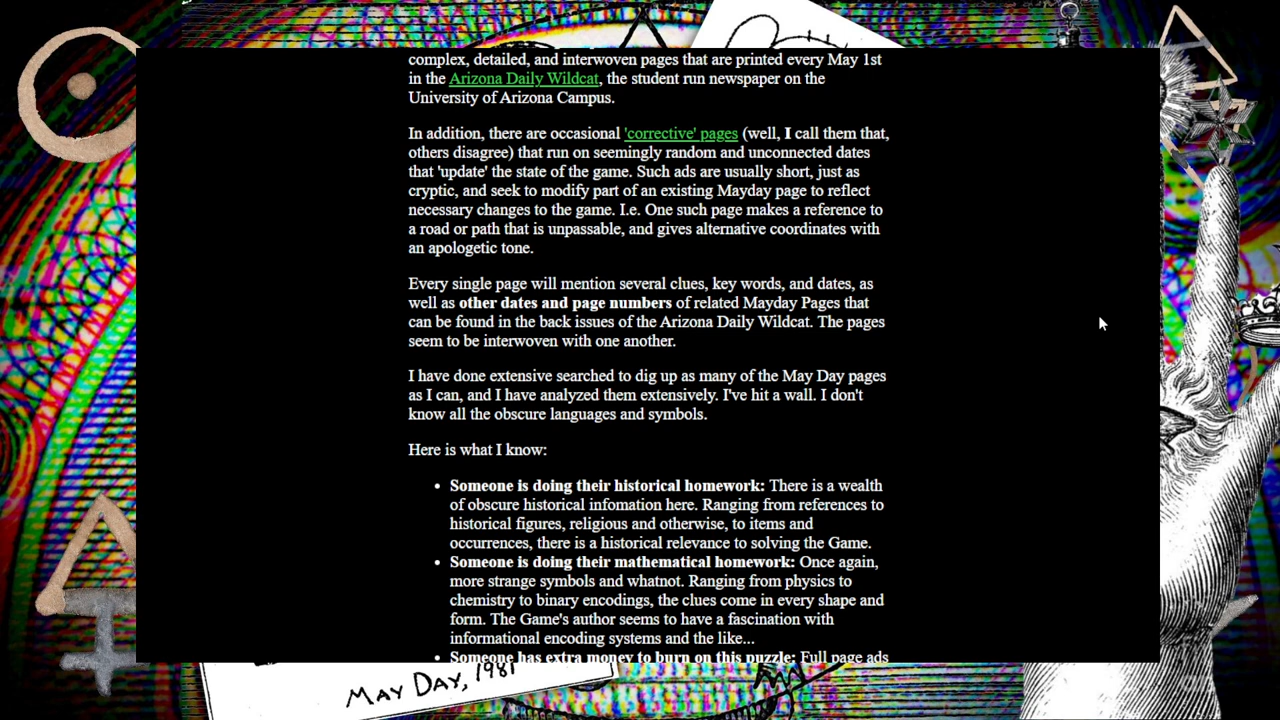 complex, detailed, and interwoven pages that are printed every May 1st
in the Arizona Daily Wildcat, the student run newspaper on the
University of Arizona Campus.
In addition, there are occasional 'corrective' pages (well, I call them that,
others disagree) that run on seemingly random and unconnected dates
that 'update' the state of the game. Such ads are usually short, just as
cryptic, and seek to modify part of an existing Mayday page to reflect
necessary changes to the game. I.e. One such page makes a reference to
a road or path that is unpassable, and gives alternative coordinates with
an apologetic tone.
Every single page will mention several clues, key words, and dates, as
well as other dates and page numbers of related Mayday Pages that
can be found in the back issues of the Arizona Daily Wildcat. The pages
seem to be interwoven with one another.
I have done extensive searched to dig up as many of the May Day pages
as I can, and I have analyzed them extensively. I've hit a wall. I don't
know all the obscure languages and symbols.
Here is what I know:
• Someone is doing their historical homework: There is a wealth
of obscure historical infomation here. Ranging from references to
historical figures, religious and otherwise, to items and
occurrences, there is a historical relevance to solving the Game.
• Someone is doing their mathematical homework: Once again,
more strange symbols and whatnot. Ranging from physics to
chemistry to binary encodings, the clues come in every shape and
form. The Game's author seems to have a fascination with
informational encoding systems and the like...
• Someone has extra money to burn on this puzzle: Full page ads
MAY DAY, 1981